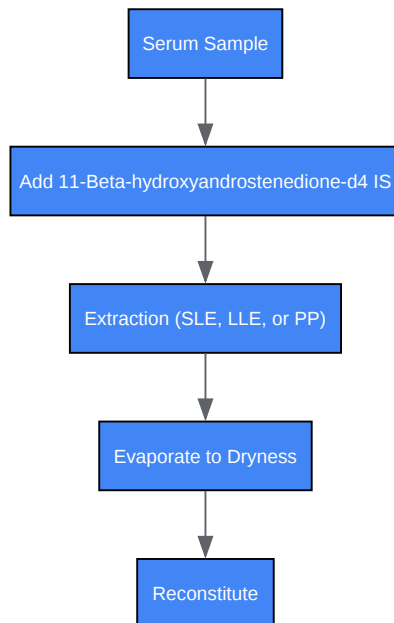 Serum Sample
Add 11-Beta-hydroxyandrostenedione-d4 IS
Extraction (SLE, LLE, or PP)
Evaporate to Dryness
Reconstitute